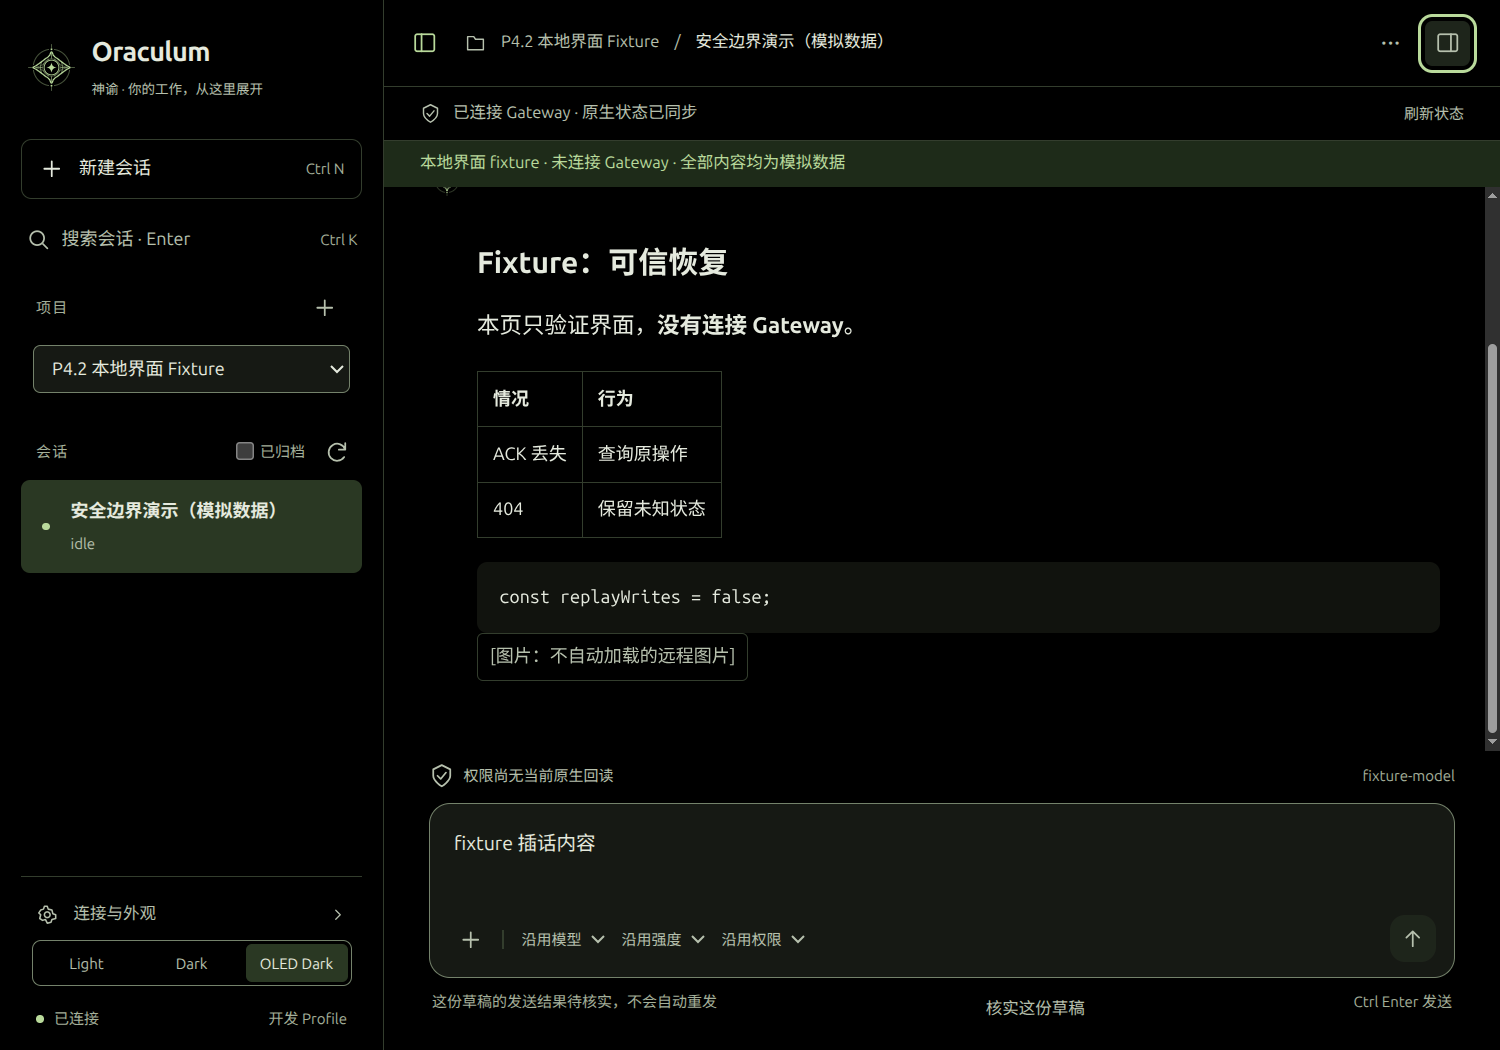 Oraculum
神谕 · 你的工作，从这里展开
新建会话 Ctrl N
搜索会话 · Enter Ctrl K
项目
P4.2 本地界面 Fixture
会话 已归档
安全边界演示（模拟数据）
idle
连接与外观
Light Dark OLED Dark
已连接 开发 Profile
P4.2 本地界面 Fixture / 安全边界演示（模拟数据）
已连接 Gateway · 原生状态已同步 刷新状态
本地界面 fixture · 未连接 Gateway · 全部内容均为模拟数据
Fixture：可信恢复
本页只验证界面，没有连接 Gateway。
情况 行为
ACK 丢失 查询原操作
404 保留未知状态
const replayWrites = false;
[图片：不自动加载的远程图片]
权限尚无当前原生回读 fixture-model
fixture 插话内容
沿用模型 沿用强度 沿用权限
这份草稿的发送结果待核实，不会自动重发 核实这份草稿 Ctrl Enter 发送